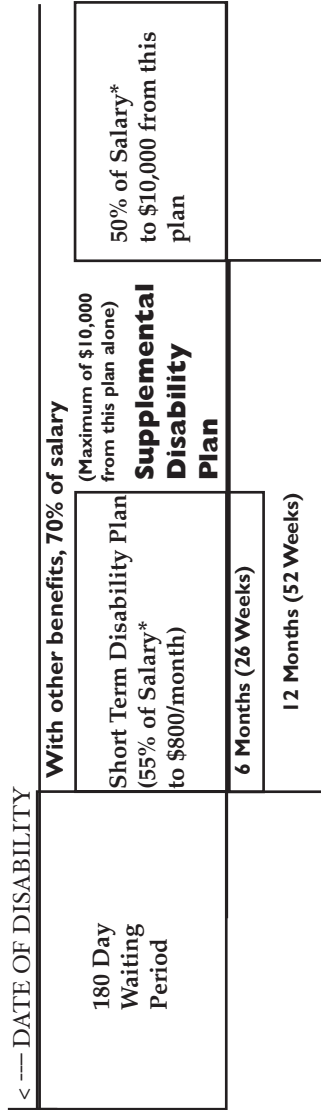 < ---- DATE OF DISABILITY
180 Day
Waiting
Period
With other benefits, 70% of salary
Short Term Disability Plan
(55% of Salary*
to $800/month)
(Maximum of $10,000
from this plan alone)
Supplemental
Disability
Plan
50% of Salary*
to $10,000 from this
plan
6 Months (26 Weeks)
12 Months (52 Weeks)